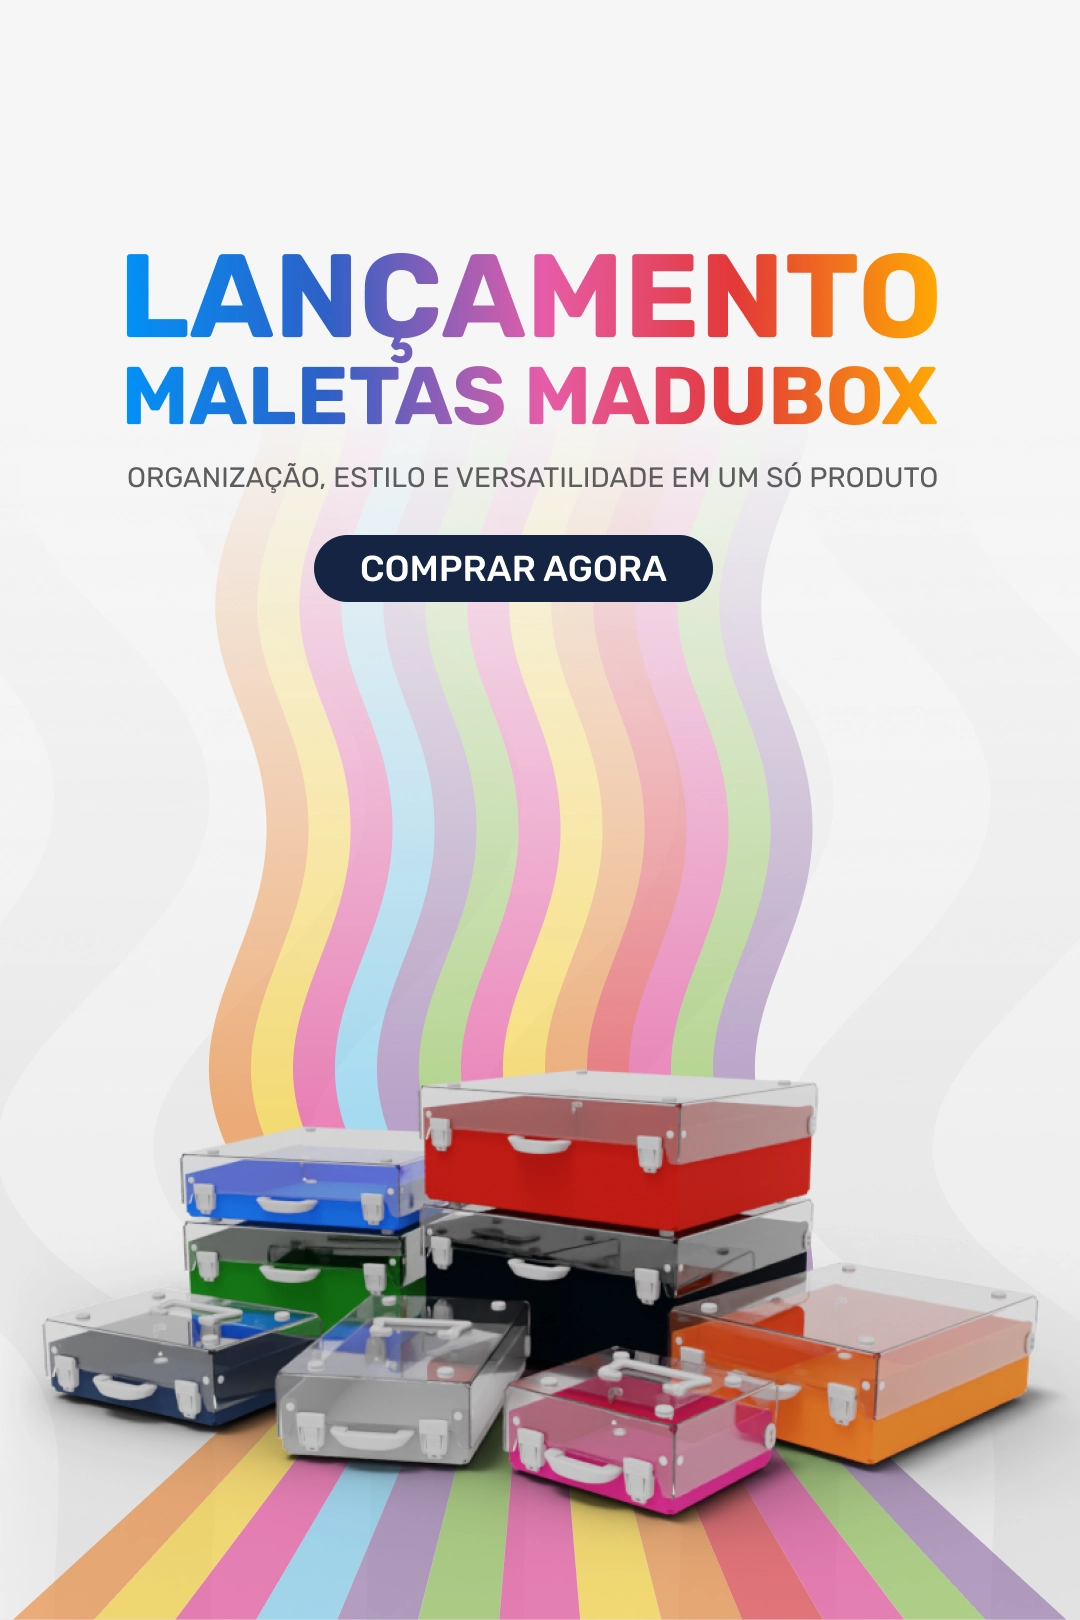 LANÇAMENTO
MALETAS MADUBOX
ORGANIZAÇÃO, ESTILO E VERSATILIDADE EM UM SÓ PRODUTO
COMPRAR AGORA